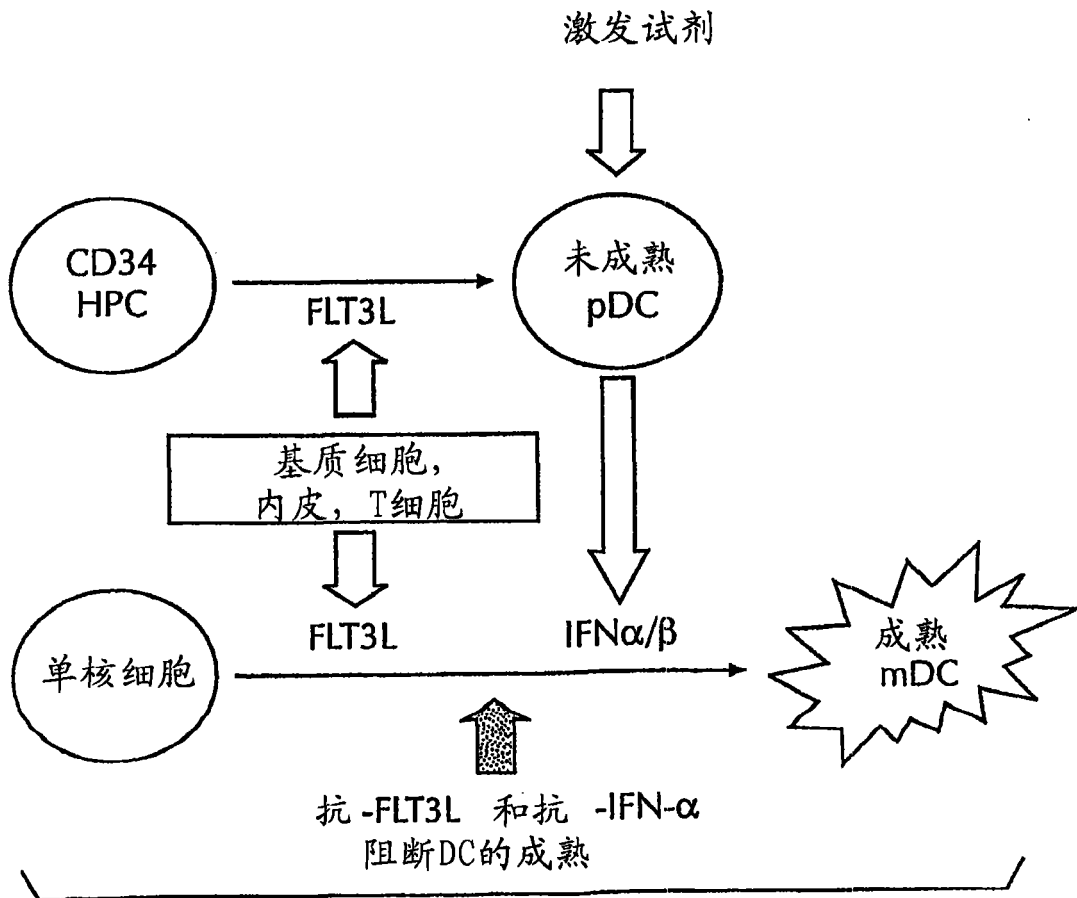 激发试剂
CD34
HPC
FLT3L
未成熟
pDC
基质细胞,
内皮, T细胞
FLT3L
IFNα/β
单核细胞
成熟
mDC
抗-FLT3L 和抗 -IFN-α
阻断DC的成熟